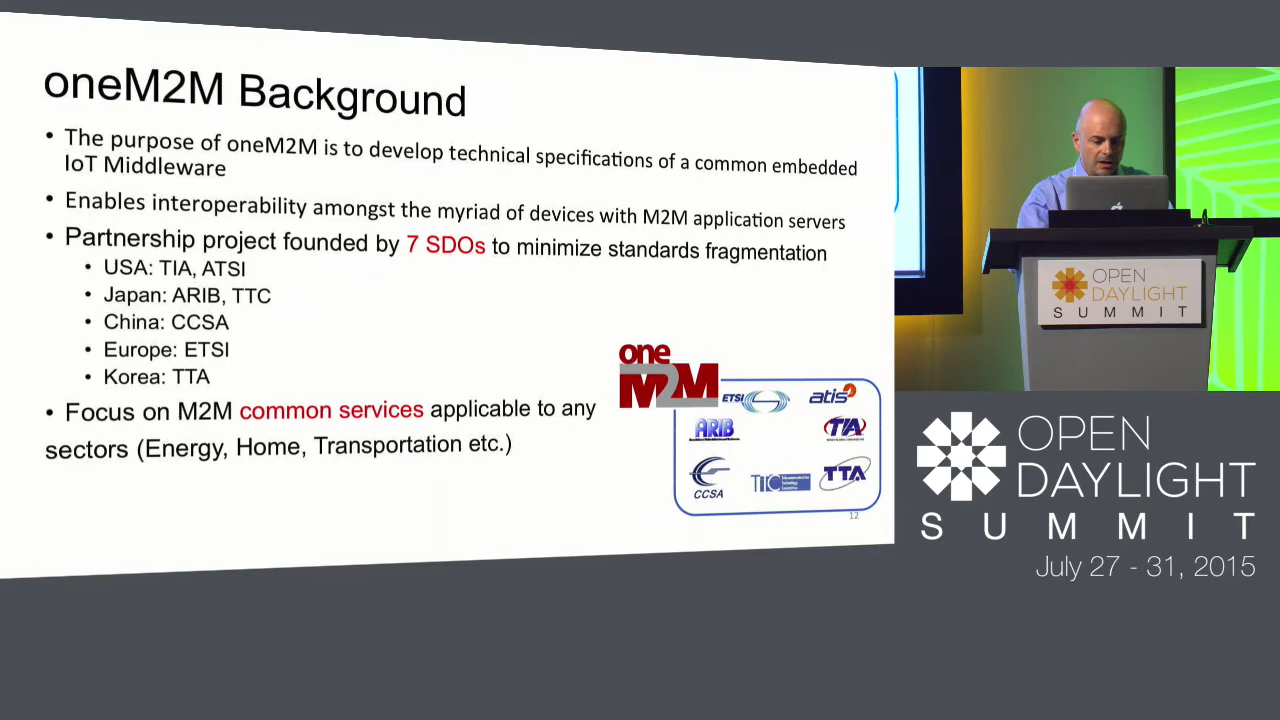 oneM2M Background
• The purpose of oneM2M is to develop technical specifications of a common embedded
IoT Middleware
• Enables interoperability amongst the myriad of devices with M2M application servers
• Partnership project founded by 7 SDOs to minimize standards fragmentation
• USA: TIA, ATSI
• Japan: ARIB, TTC
• China: CCSA
• Europe: ETSI
• Korea: TTA
• Focus on M2M common services applicable to any
sectors (Energy, Home, Transportation etc.)
one
M2M
ETSI
atis
ARIB
TIA
CCSA
TTC
TTA
12
OPEN
DAYLIGHT
SUMMIT
OPEN
DAYLIGHT
SUMMIT
July 27 - 31, 2015